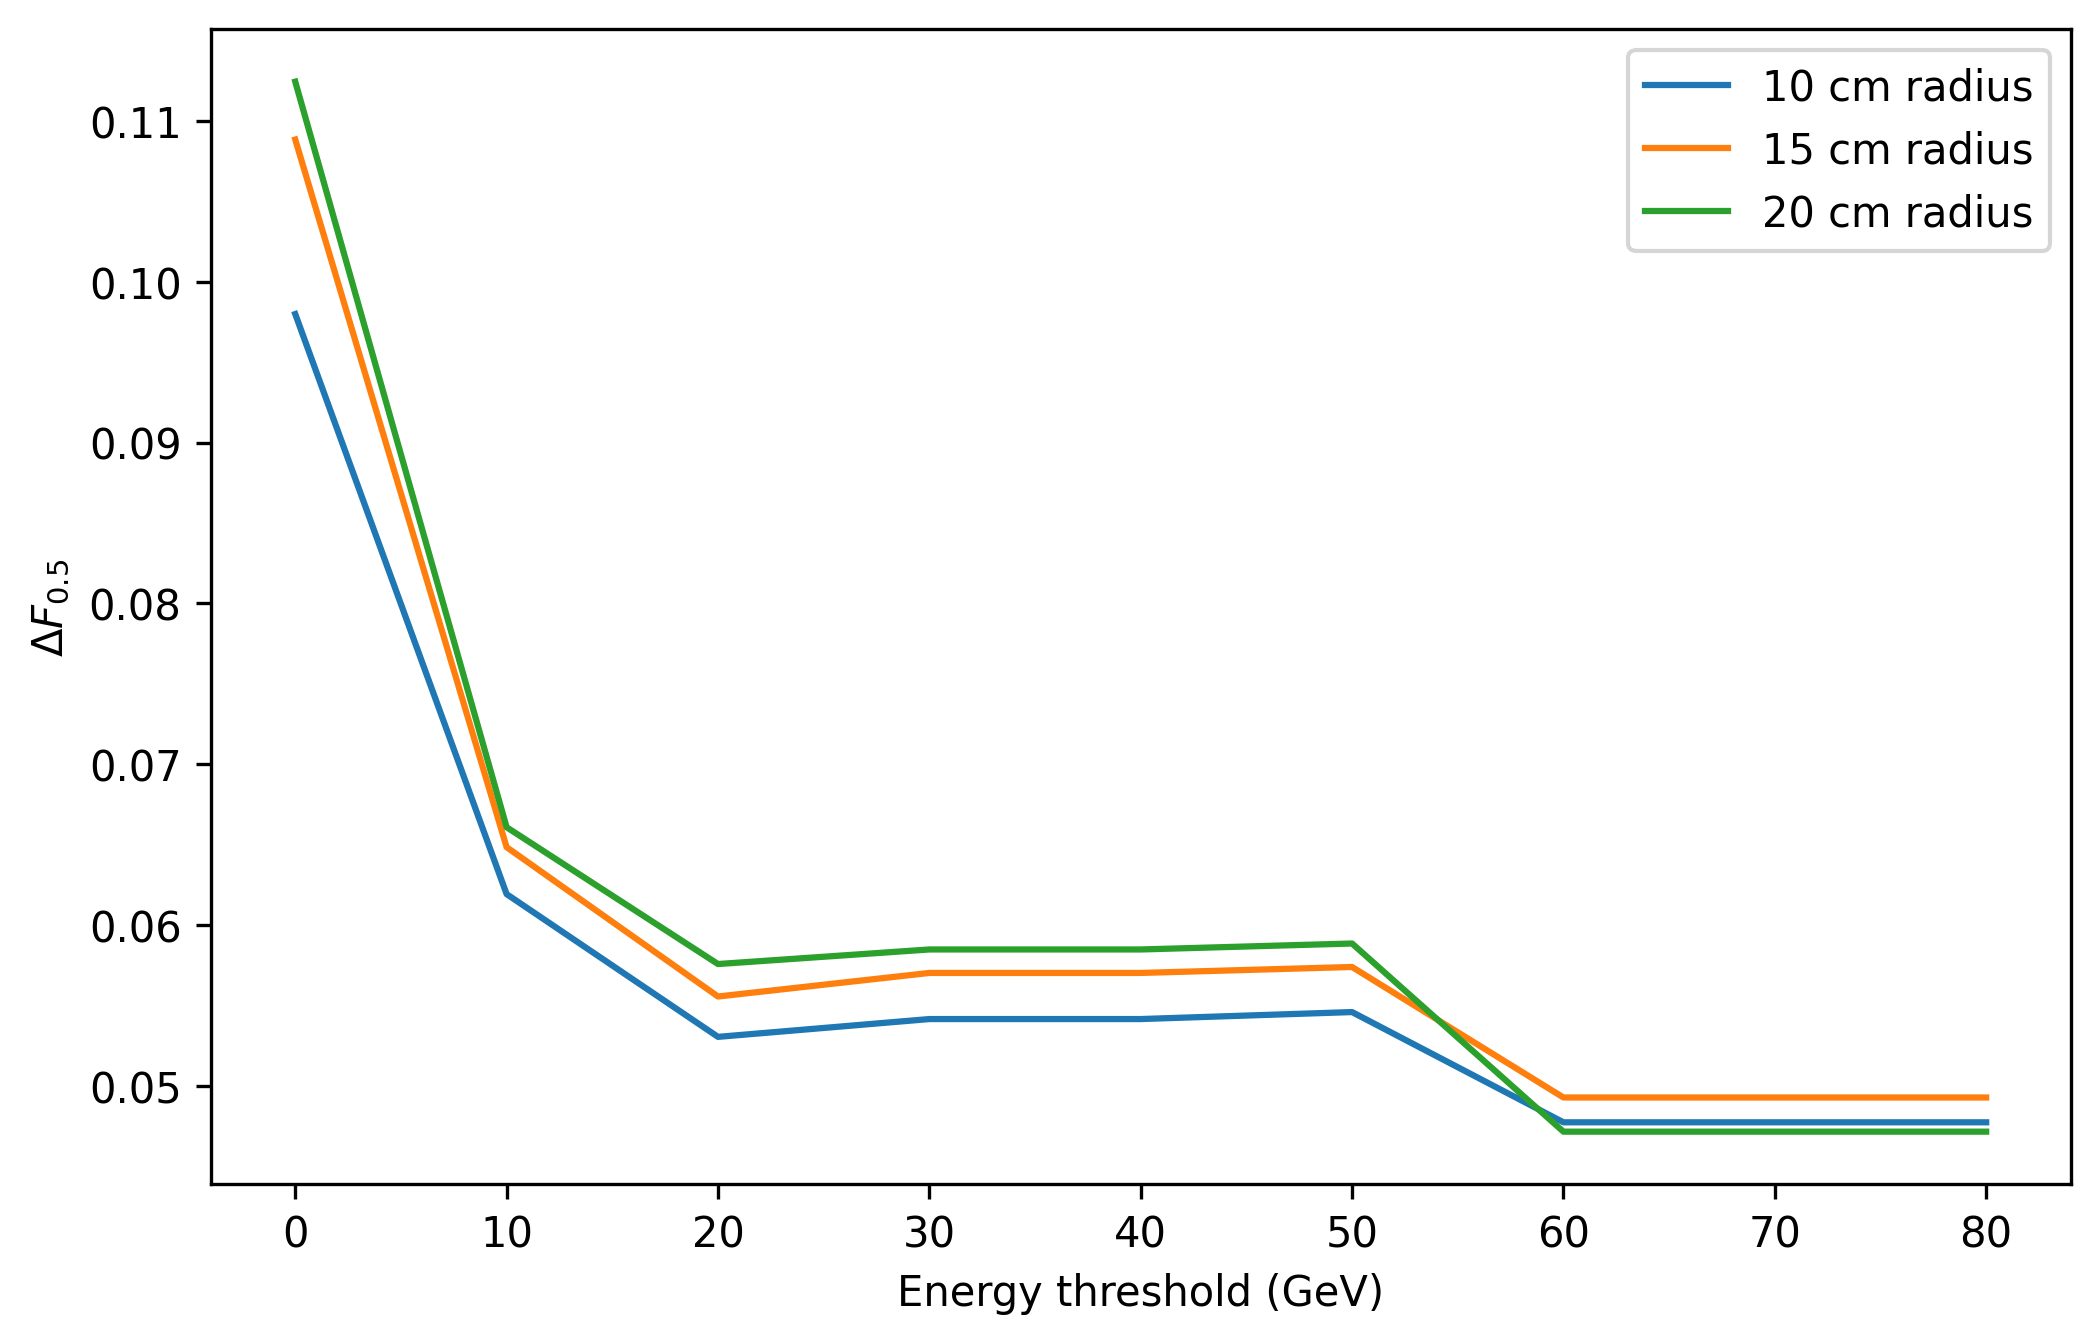 10 cm radius
15 cm radius
20 cm radius
0.11
0.10
0.09
0.08
0.07
0.06
0.05
ΔF0.5
0 10 20 30 40 50 60 70 80
Energy threshold (GeV)